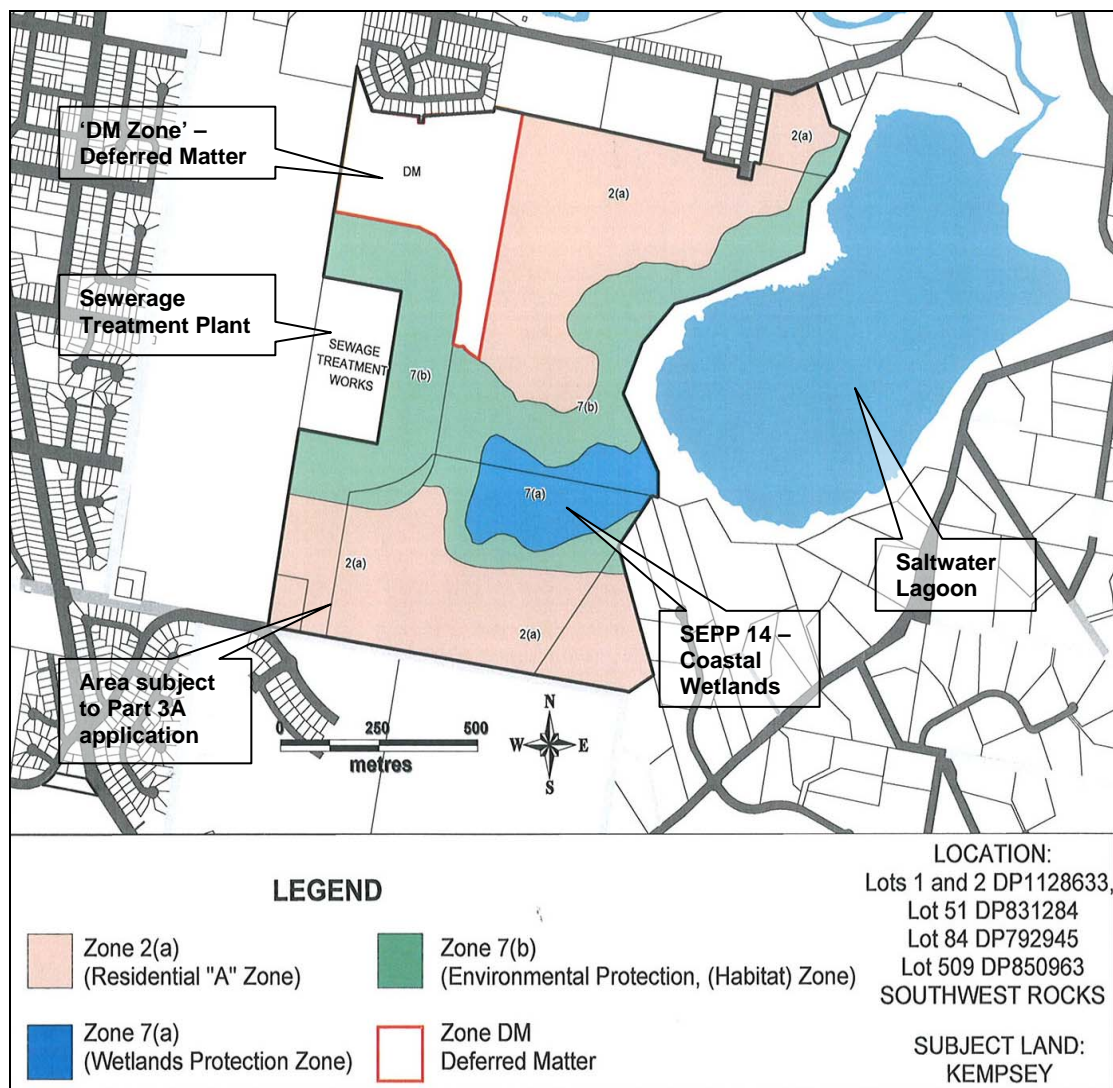 ‘DM Zone’ –
Deferred Matter
DM
2(a)
2(a)
Sewerage
Treatment Plant
SEWAGE
TREATMENT
WORKS
7(b)
7(b)
7(a)
Saltwater
Lagoon
2(a)
2(a)
SEPP 14 –
Coastal
Wetlands
Area subject
to Part 3A
application
0 250 500
metres
N
W E
S
LEGEND
Zone 2(a)
(Residential "A" Zone)
Zone 7(b)
(Environmental Protection, (Habitat) Zone)
Zone 7(a)
(Wetlands Protection Zone)
Zone DM
Deferred Matter
LOCATION:
Lots 1 and 2 DP1128633,
Lot 51 DP831284
Lot 84 DP792945
Lot 509 DP850963
SOUTHWEST ROCKS
SUBJECT LAND:
KEMPSEY